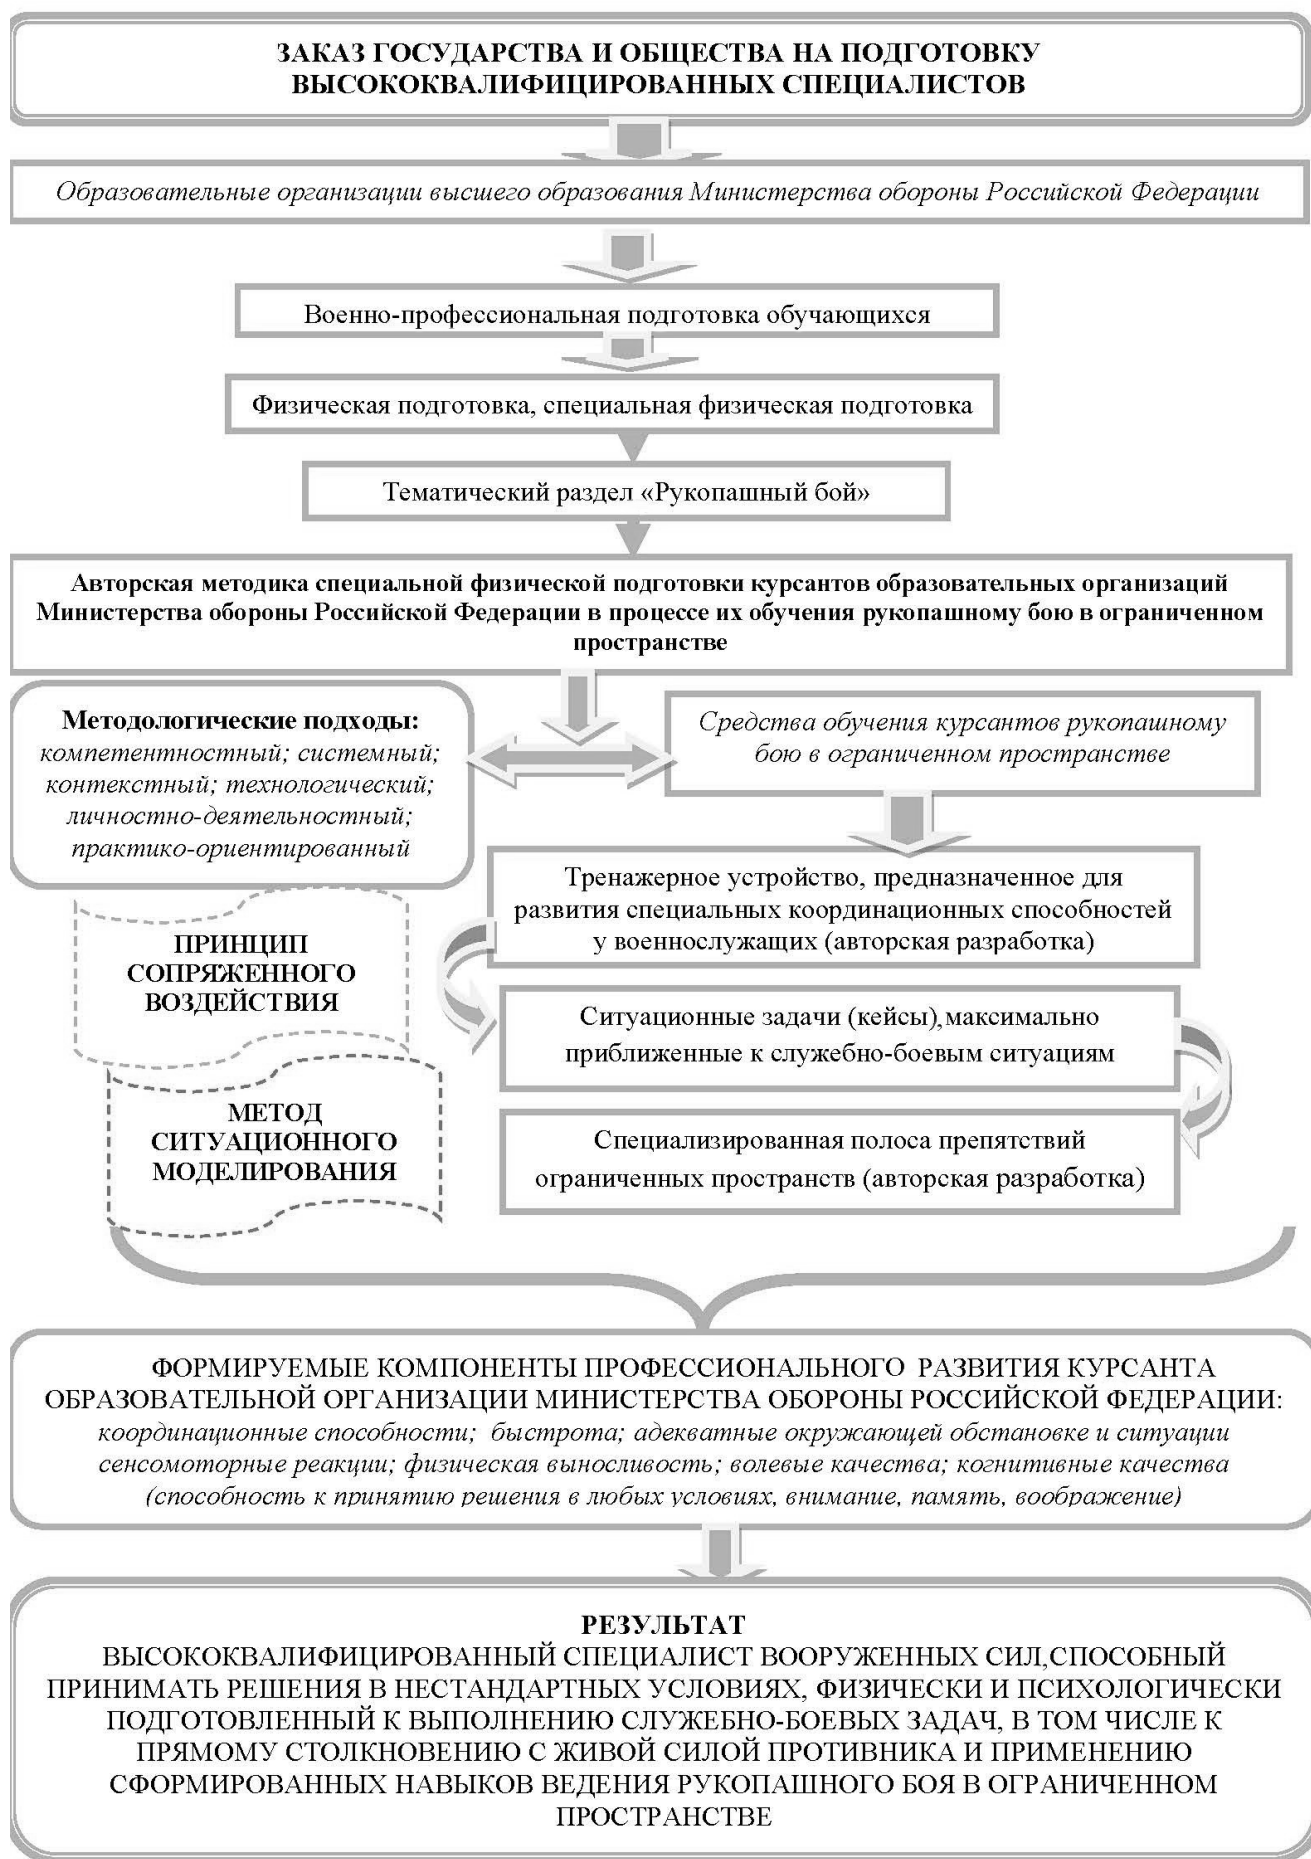 ЗАКАЗ ГОСУДАРСТВА И ОБЩЕСТВА НА ПОДГОТОВКУ
ВЫСОКОКВАЛИФИЦИРОВАННЫХ СПЕЦИАЛИСТОВ
Образовательные организации высшего образования Министерства обороны Российской Федерации
Военно-профессиональная подготовка обучающихся
Физическая подготовка, специальная физическая подготовка
Тематический раздел «Рукопашный бой»
Авторская методика специальной физической подготовки курсантов образовательных организаций
Министерства обороны Российской Федерации в процессе их обучения рукопашному бою в ограниченном
пространстве
Методологические подходы:
компетентностный; системный;
контекстный; технологический;
личностно-деятельностный;
практико-ориентированный
Средства обучения курсантов рукопашному
бою в ограниченном пространстве
Тренажерное устройство, предназначенное для
развития специальных координационных способностей
у военнослужащих (авторская разработка)
ПРИНЦИП
СОПРЯЖЕННОГО
ВОЗДЕЙСТВИЯ
Ситуационные задачи (кейсы),максимально
приближенные к служебно-боевым ситуациям
МЕТОД
СИТУАЦИОННОГО
МОДЕЛИРОВАНИЯ
Специализированная полоса препятствий
ограниченных пространств (авторская разработка)
ФОРМИРУЕМЫЕ КОМПОНЕНТЫ ПРОФЕССИОНАЛЬНОГО РАЗВИТИЯ КУРСАНТА
ОБРАЗОВАТЕЛЬНОЙ ОРГАНИЗАЦИИ МИНИСТЕРСТВА ОБОРОНЫ РОССИЙСКОЙ ФЕДЕРАЦИИ:
координационные способности; быстрота; адекватные окружающей обстановке и ситуации
сенсомоторные реакции; физическая выносливость; волевые качества; когнитивные качества
(способность к принятию решения в любых условиях, внимание, память, воображение)
РЕЗУЛЬТАТ
ВЫСОКОКВАЛИФИЦИРОВАННЫЙ СПЕЦИАЛИСТ ВООРУЖЕННЫХ СИЛ,СПОСОБНЫЙ
ПРИНИМАТЬ РЕШЕНИЯ В НЕСТАНДАРТНЫХ УСЛОВИЯХ, ФИЗИЧЕСКИ И ПСИХОЛОГИЧЕСКИ
ПОДГОТОВЛЕННЫЙ К ВЫПОЛНЕНИЮ СЛУЖЕБНО-БОЕВЫХ ЗАДАЧ, В ТОМ ЧИСЛЕ К
ПРЯМОМУ СТОЛКНОВЕНИЮ С ЖИВОЙ СИЛОЙ ПРОТИВНИКА И ПРИМЕНЕНИЮ
СФОРМИРОВАННЫХ НАВЫКОВ ВЕДЕНИЯ РУКОПАШНОГО БОЯ В ОГРАНИЧЕННОМ
ПРОСТРАНСТВЕ